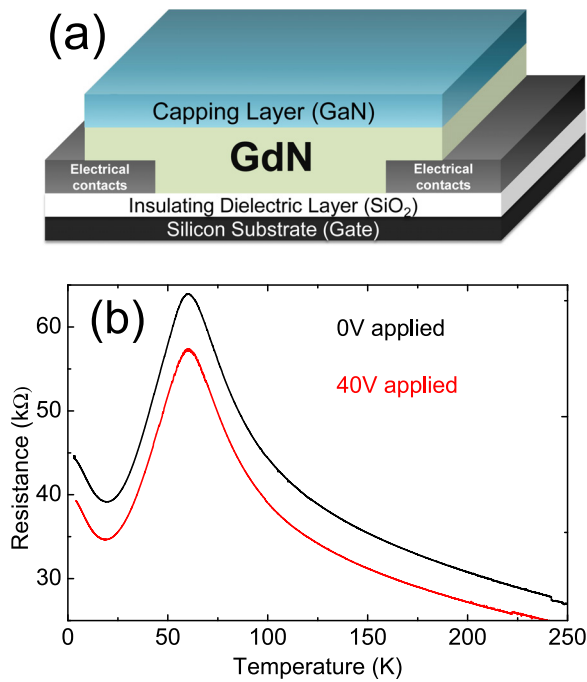 (a)
Capping Layer (GaN)
GdN
Electrical
contacts
Electrical
contacts
Insulating Dielectric Layer (SiO₂)
Silicon Substrate (Gate)
(b)
0V applied
40V applied
60
50
40
30
Resistance (kΩ)
0
50
100
150
200
250
Temperature (K)